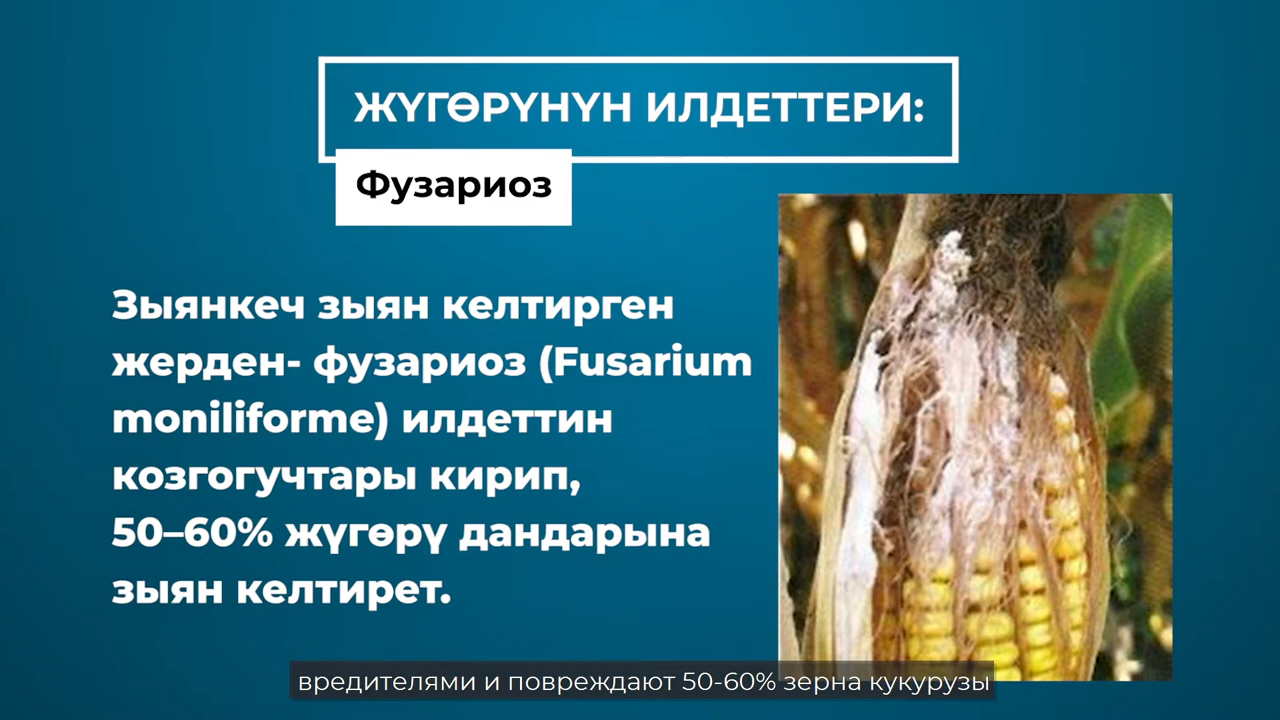 ЖҮГӨРҮНҮН ИЛДЕТТЕРИ:
Фузариоз
Зыянкеч зыян келтирген
жерден- фузариоз (Fusarium
moniliforme) илдеттин
козгогучтары кирип,
50–60% жүгөрү дандарына
зыян келтирет.
вредителями и повреждают 50-60% зерна кукурузы